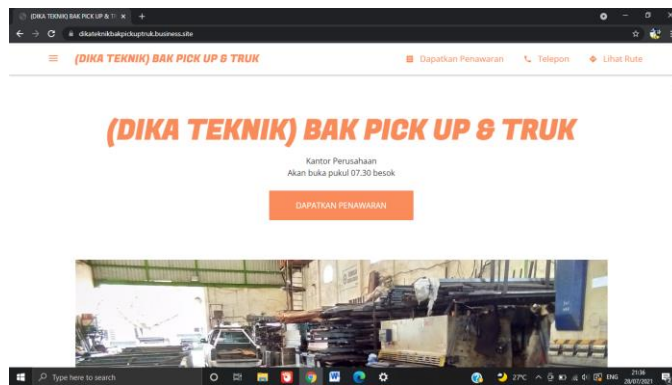 (DIKA TEKNIK) BAK PICK UP & TR
dikateknikbakpickuptruk.business.site
(DIKA TEKNIK) BAK PICK UP & TRUK
Dapatkan Penawaran
Telepon
Lihat Rute
(DIKA TEKNIK) BAK PICK UP & TRUK
Kantor Perusahaan
Akan buka pukul 07.30 besok
DAPATKAN PENAWARAN
Type here to search
27°C
ENG
21:36
28/07/2021